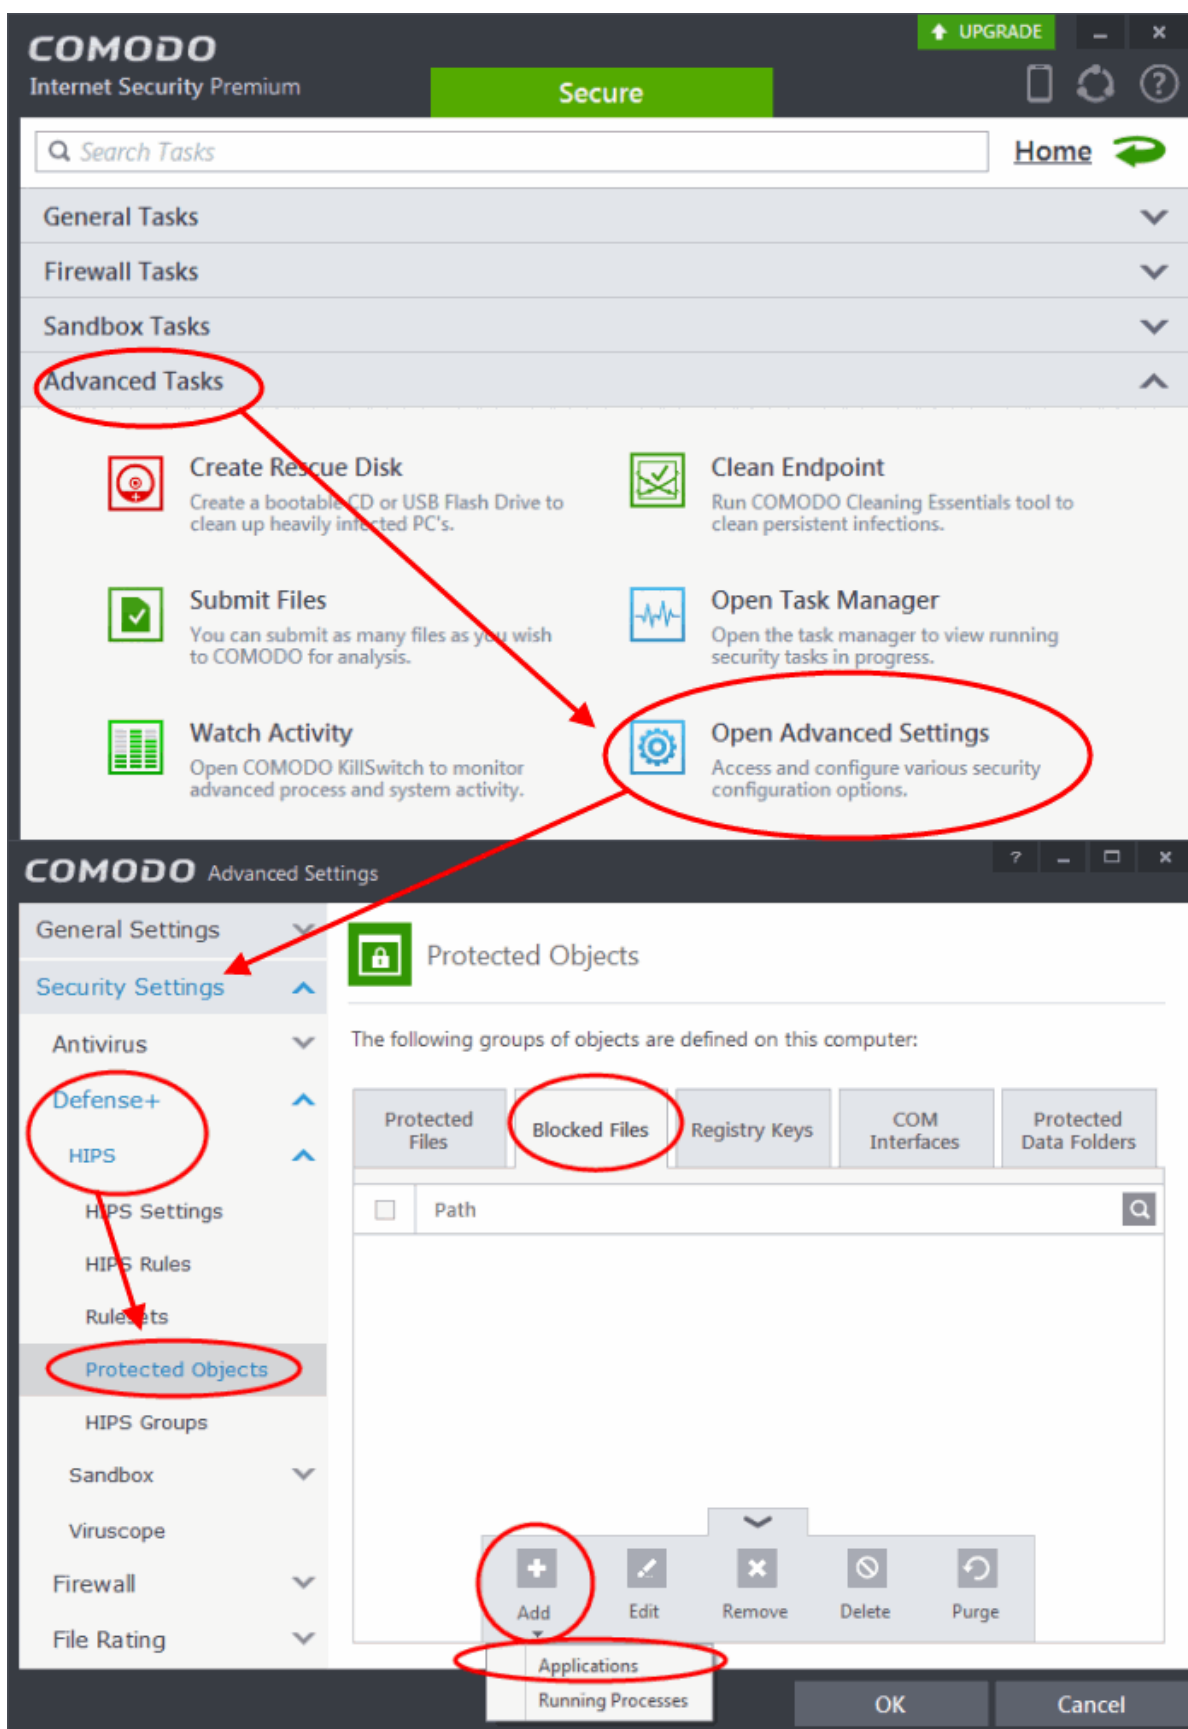 COMODO
Internet Security Premium
UPGRADE
Secure
Search Tasks
Home
General Tasks
Firewall Tasks
Sandbox Tasks
Advanced Tasks
Create Rescue Disk
Create a bootable CD or USB Flash Drive to
clean up heavily infected PC's.
Clean Endpoint
Run COMODO Cleaning Essentials tool to
clean persistent infections.
Submit Files
You can submit as many files as you wish
to COMODO for analysis.
Open Task Manager
Open the task manager to view running
security tasks in progress.
Watch Activity
Open COMODO KillSwitch to monitor
advanced process and system activity.
Open Advanced Settings
Access and configure various security
configuration options.
COMODO Advanced Settings
General Settings
Security Settings
Antivirus
Defense+
HIPS
HIPS Settings
HIPS Rules
Rulesets
Protected Objects
HIPS Groups
Sandbox
Viruscope
Firewall
File Rating
Protected Objects
The following groups of objects are defined on this computer:
Protected
Files
Blocked Files
Registry Keys
COM
Interfaces
Protected
Data Folders
Path
Add
Edit
Remove
Delete
Purge
Applications
Running Processes
OK
Cancel